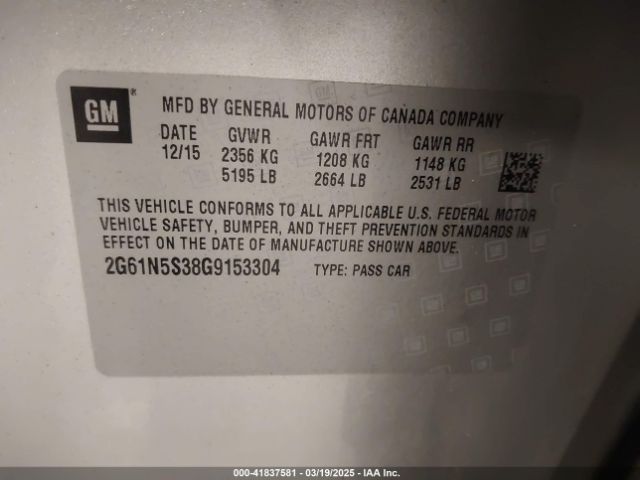 GM ®
MFD BY GENERAL MOTORS OF CANADA COMPANY
DATE GVWR GAWR FRT GAWR RR
12/15 2356 KG 1208 KG 1148 KG
5195 LB 2664 LB 2531 LB
THIS VEHICLE CONFORMS TO ALL APPLICABLE U.S. FEDERAL MOTOR
VEHICLE SAFETY, BUMPER, AND THEFT PREVENTION STANDARDS IN
EFFECT ON THE DATE OF MANUFACTURE SHOWN ABOVE.
2G61N5S38G9153304 TYPE: PASS CAR
000-41837581 | 03/19/2025 | IAA Inc.